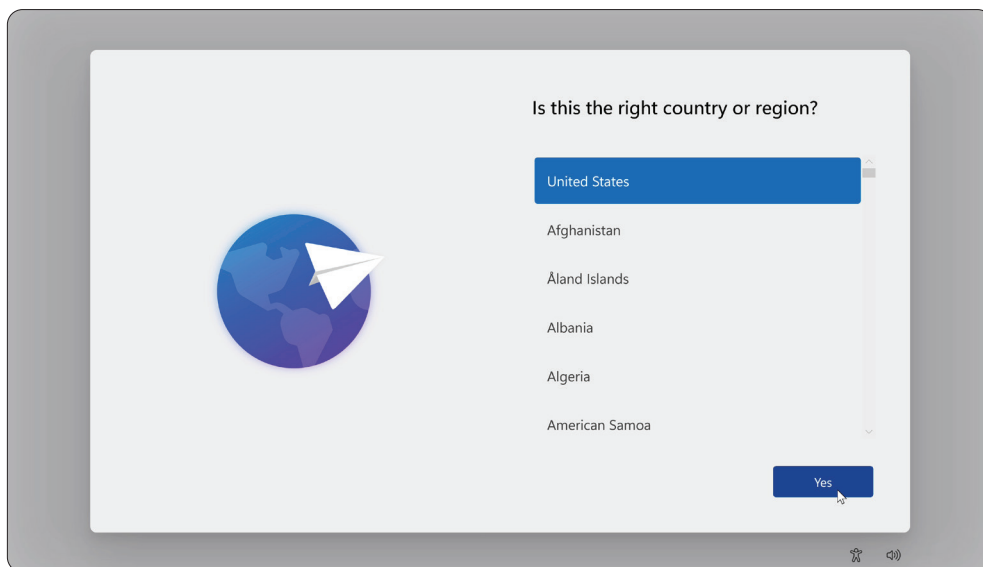 Is this the right country or region?
United States
Afghanistan
Åland Islands
Albania
Algeria
American Samoa
Yes